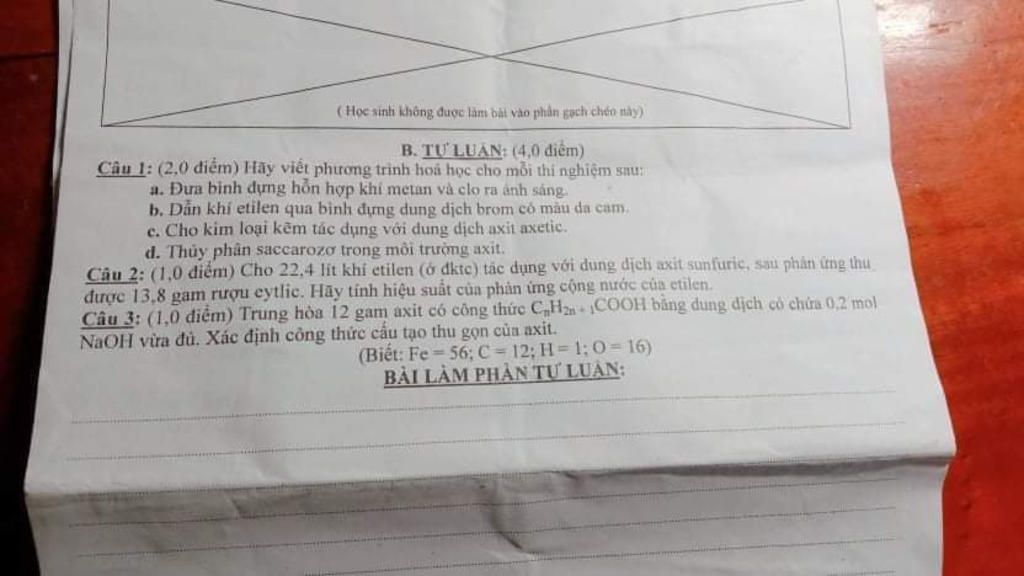 ( Học sinh không được làm bài vào phần gạch chéo này)
B. TỰ LUẬN: (4,0 điểm)
Câu 1: (2,0 điểm) Hãy viết phương trình hoá học cho mỗi thí nghiệm sau:
a. Đưa bình đựng hỗn hợp khí metan và clo ra ánh sáng.
b. Dẫn khí etilen qua bình đựng dung dịch brom có màu da cam.
c. Cho kim loại kẽm tác dụng với dung dịch axit axetic.
d. Thủy phân saccarozơ trong môi trường axit.
Câu 2: (1,0 điểm) Cho 22,4 lít khí etilen (ở đktc) tác dụng với dung dịch axit sunfuric, sau phản ứng thu
được 13,8 gam rượu eytlic. Hãy tính hiệu suất của phản ứng cộng nước của etilen.
Câu 3: (1,0 điểm) Trung hòa 12 gam axit có công thức CnH2n + 1COOH bằng dung dịch có chứa 0,2 mol
NaOH vừa đủ. Xác định công thức cấu tạo thu gọn của axit.
(Biết: Fe = 56; C = 12; H = 1; O = 16)
BÀI LÀM PHẦN TỰ LUẬN: